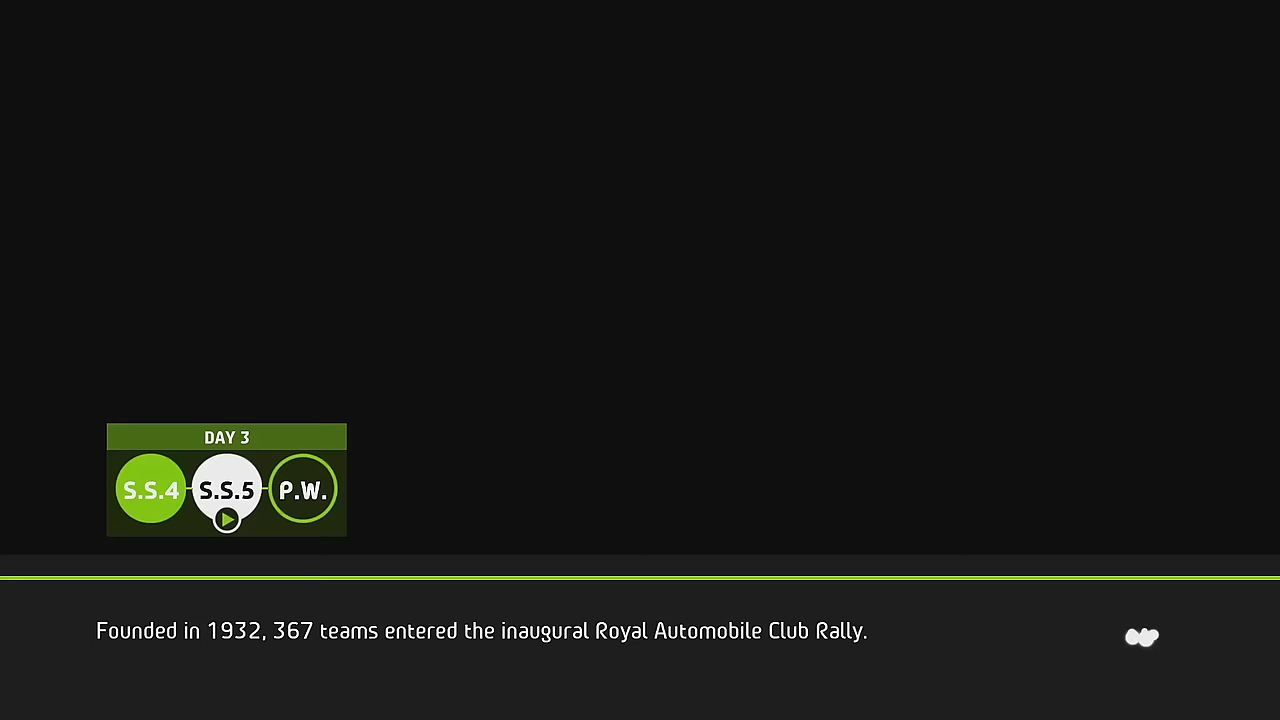 DAY 3
S.S.4 S.S.5 P.W.
Founded in 1932, 367 teams entered the inaugural Royal Automobile Club Rally.